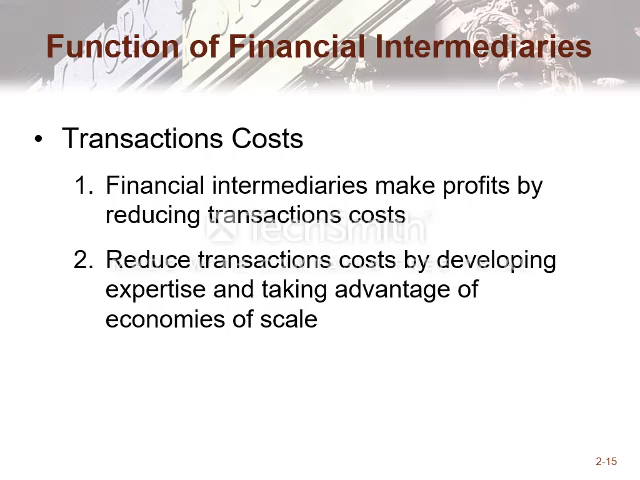 Function of Financial Intermediaries
• Transactions Costs
1. Financial intermediaries make profits by
reducing transactions costs
TechSmith
2. Reduce transactions costs by developing
expertise and taking advantage of
economies of scale
2-15